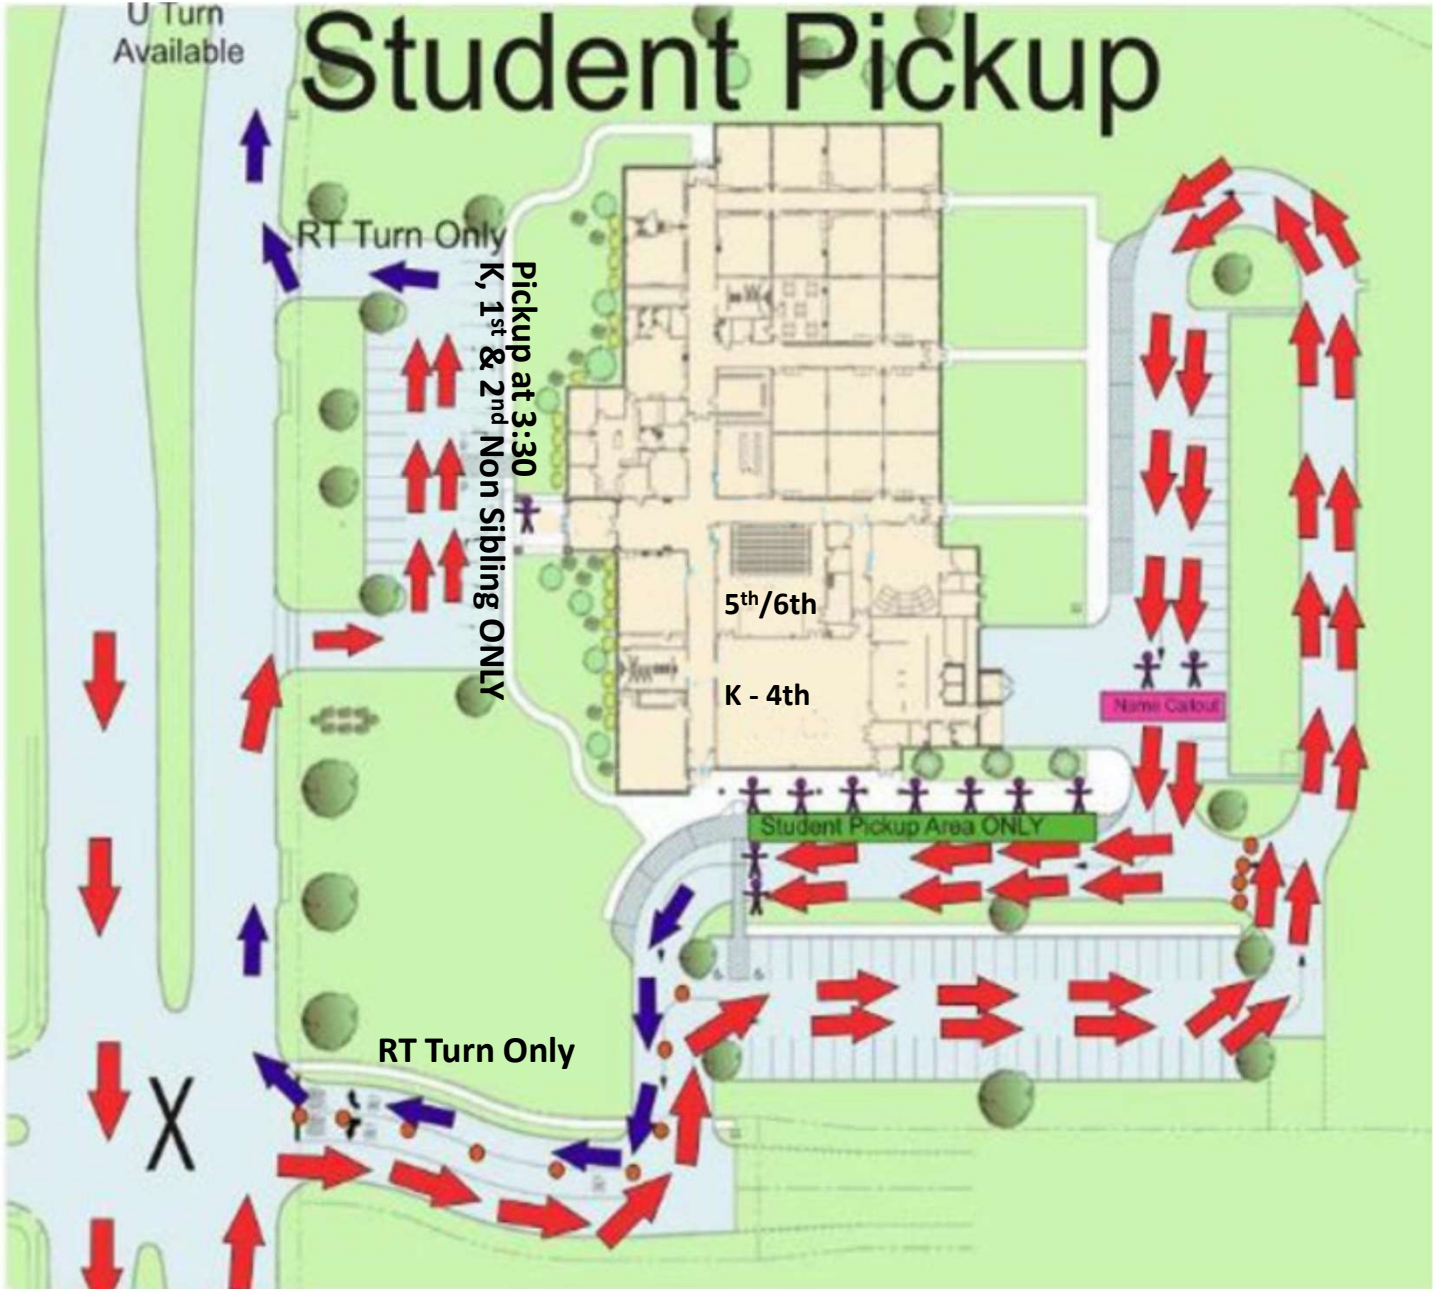 U Turn
Available
Student Pickup
RT Turn Only
Pickup at 3:30
K, 1st & 2nd Non Sibling ONLY
5th/6th
K - 4th
Name Callout
Student Pickup Area ONLY
RT Turn Only
X